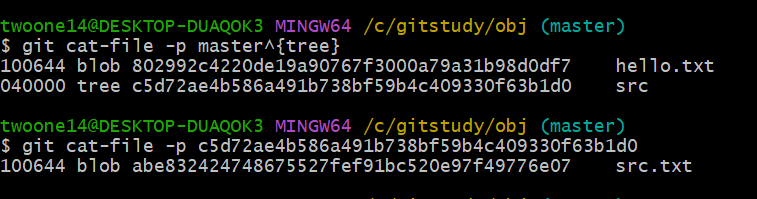 twoone14@DESKTOP-DUAQOK3 MINGW64 /c/gitstudy/obj (master)
$ git cat-file -p master^{tree}
100644 blob 802992c4220de19a90767f3000a79a31b98d0df7    hello.txt
040000 tree c5d72ae4b586a491b738bf59b4c409330f63b1d0    src
twoone14@DESKTOP-DUAQOK3 MINGW64 /c/gitstudy/obj (master)
$ git cat-file -p c5d72ae4b586a491b738bf59b4c409330f63b1d0
100644 blob abe832424748675527fef91bc520e97f49776e07    src.txt